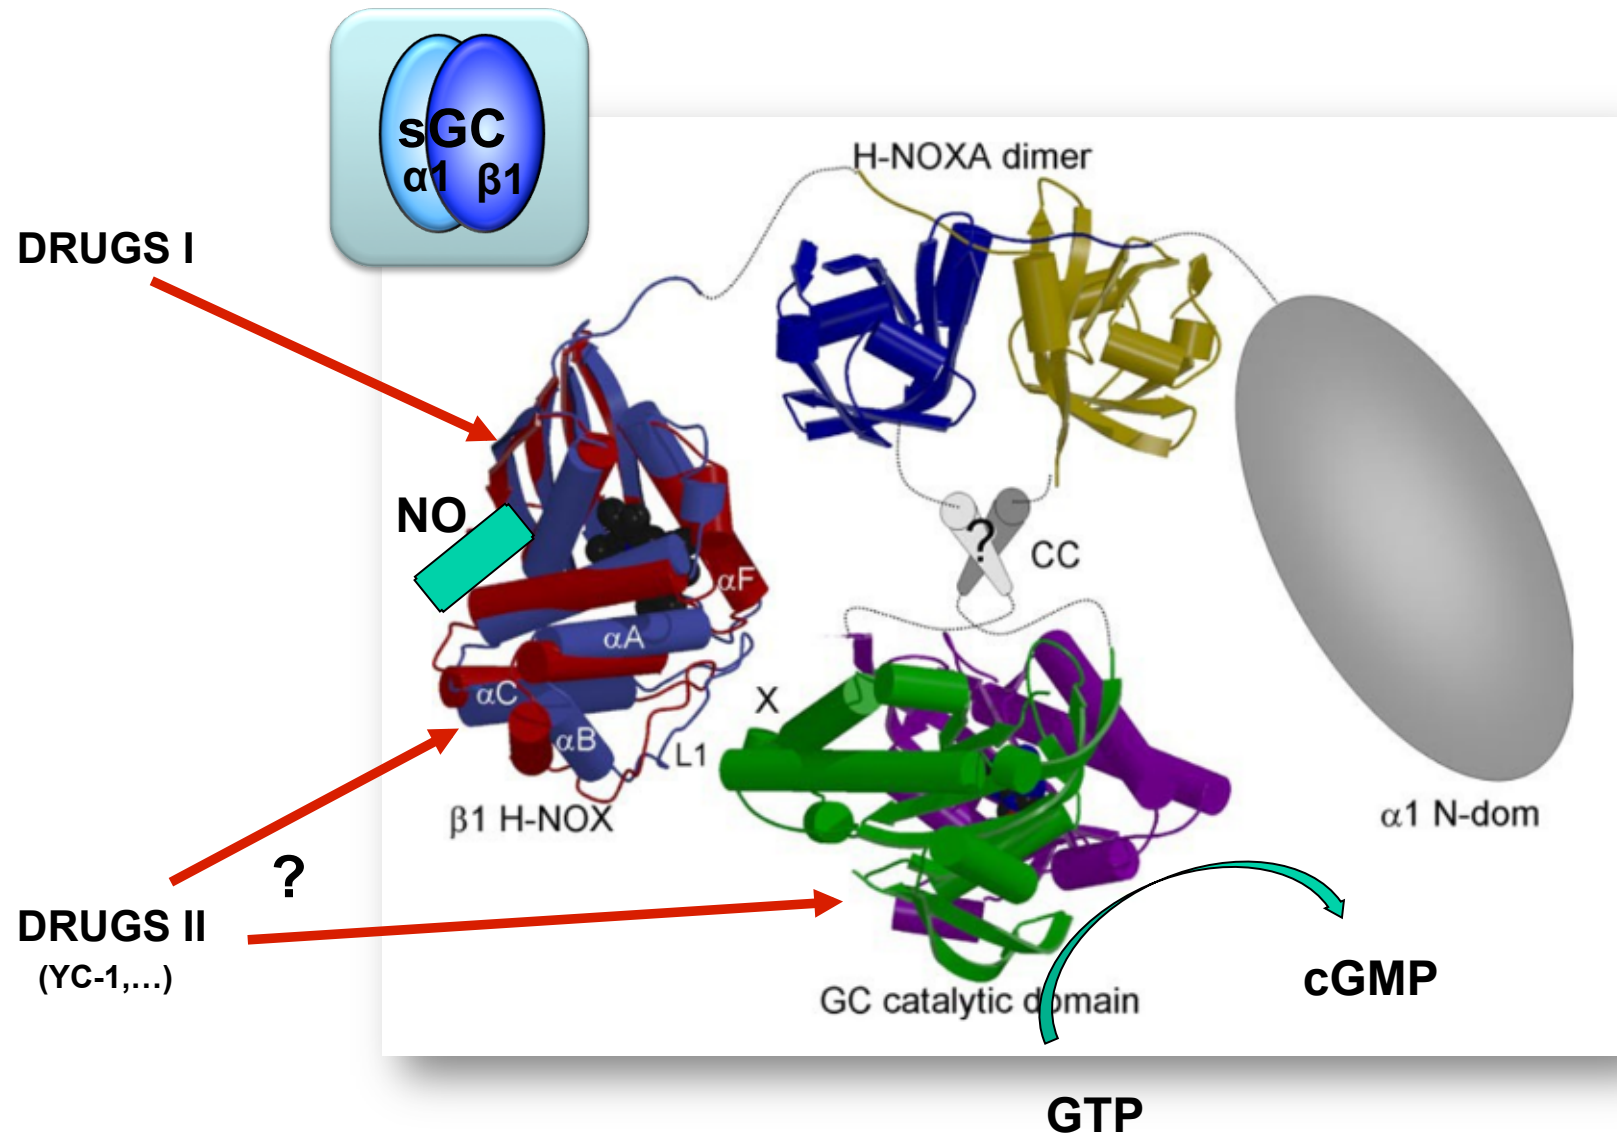 sGC
α1 β1
H-NOXA dimer
DRUGS I
NO
?
CC
αF
αA
αC
αB
X
L1
β1 H-NOX
α1 N-dom
?
DRUGS II
(YC-1,...)
GC catalytic domain
cGMP
GTP